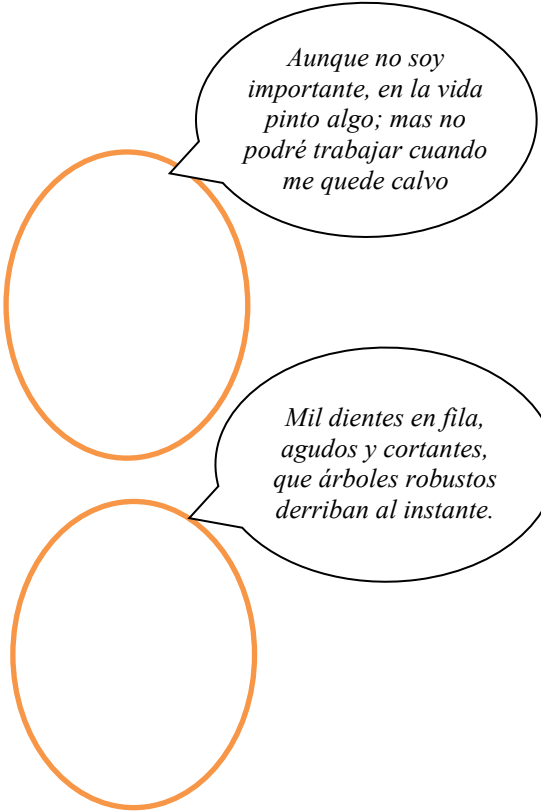 Aunque no soy
importante, en la vida
pinto algo; mas no
podré trabajar cuando
me quede calvo
Mil dientes en fila,
agudos y cortantes,
que árboles robustos
derriban al instante.